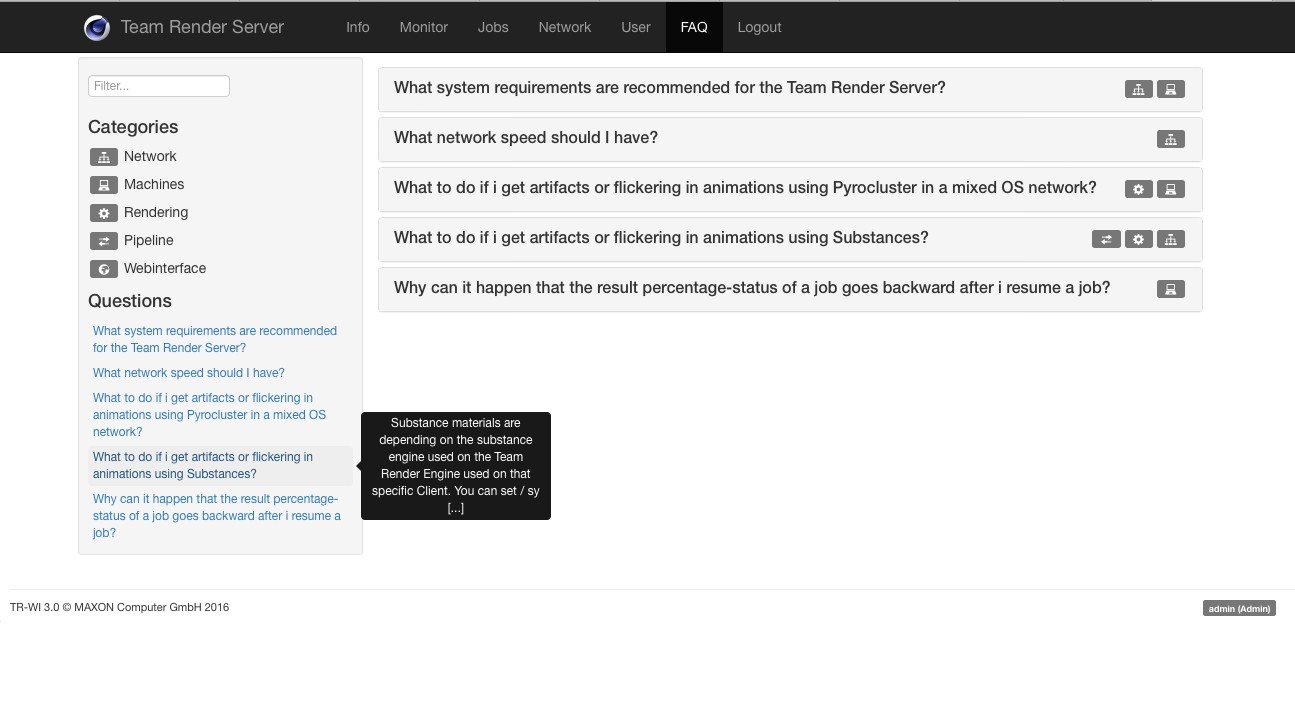 Team Render Server
Info
Monitor
Jobs
Network
User
FAQ
Logout
Filter...
Categories
Network
Machines
Rendering
Pipeline
Webinterface
Questions
What system requirements are recommended
for the Team Render Server?
What network speed should I have?
What to do if i get artifacts or flickering in
animations using Pyrocluster in a mixed OS
network?
What to do if i get artifacts or flickering in
animations using Substances?
Why can it happen that the result percentage-
status of a job goes backward after i resume a
job?
What system requirements are recommended for the Team Render Server?
What network speed should I have?
What to do if i get artifacts or flickering in animations using Pyrocluster in a mixed OS network?
What to do if i get artifacts or flickering in animations using Substances?
Why can it happen that the result percentage-status of a job goes backward after i resume a job?
Substance materials are
depending on the substance
engine used on the Team
Render Engine used on that
specific Client. You can set / sy
[...]
TR-WI 3.0 © MAXON Computer GmbH 2016
admin (Admin)